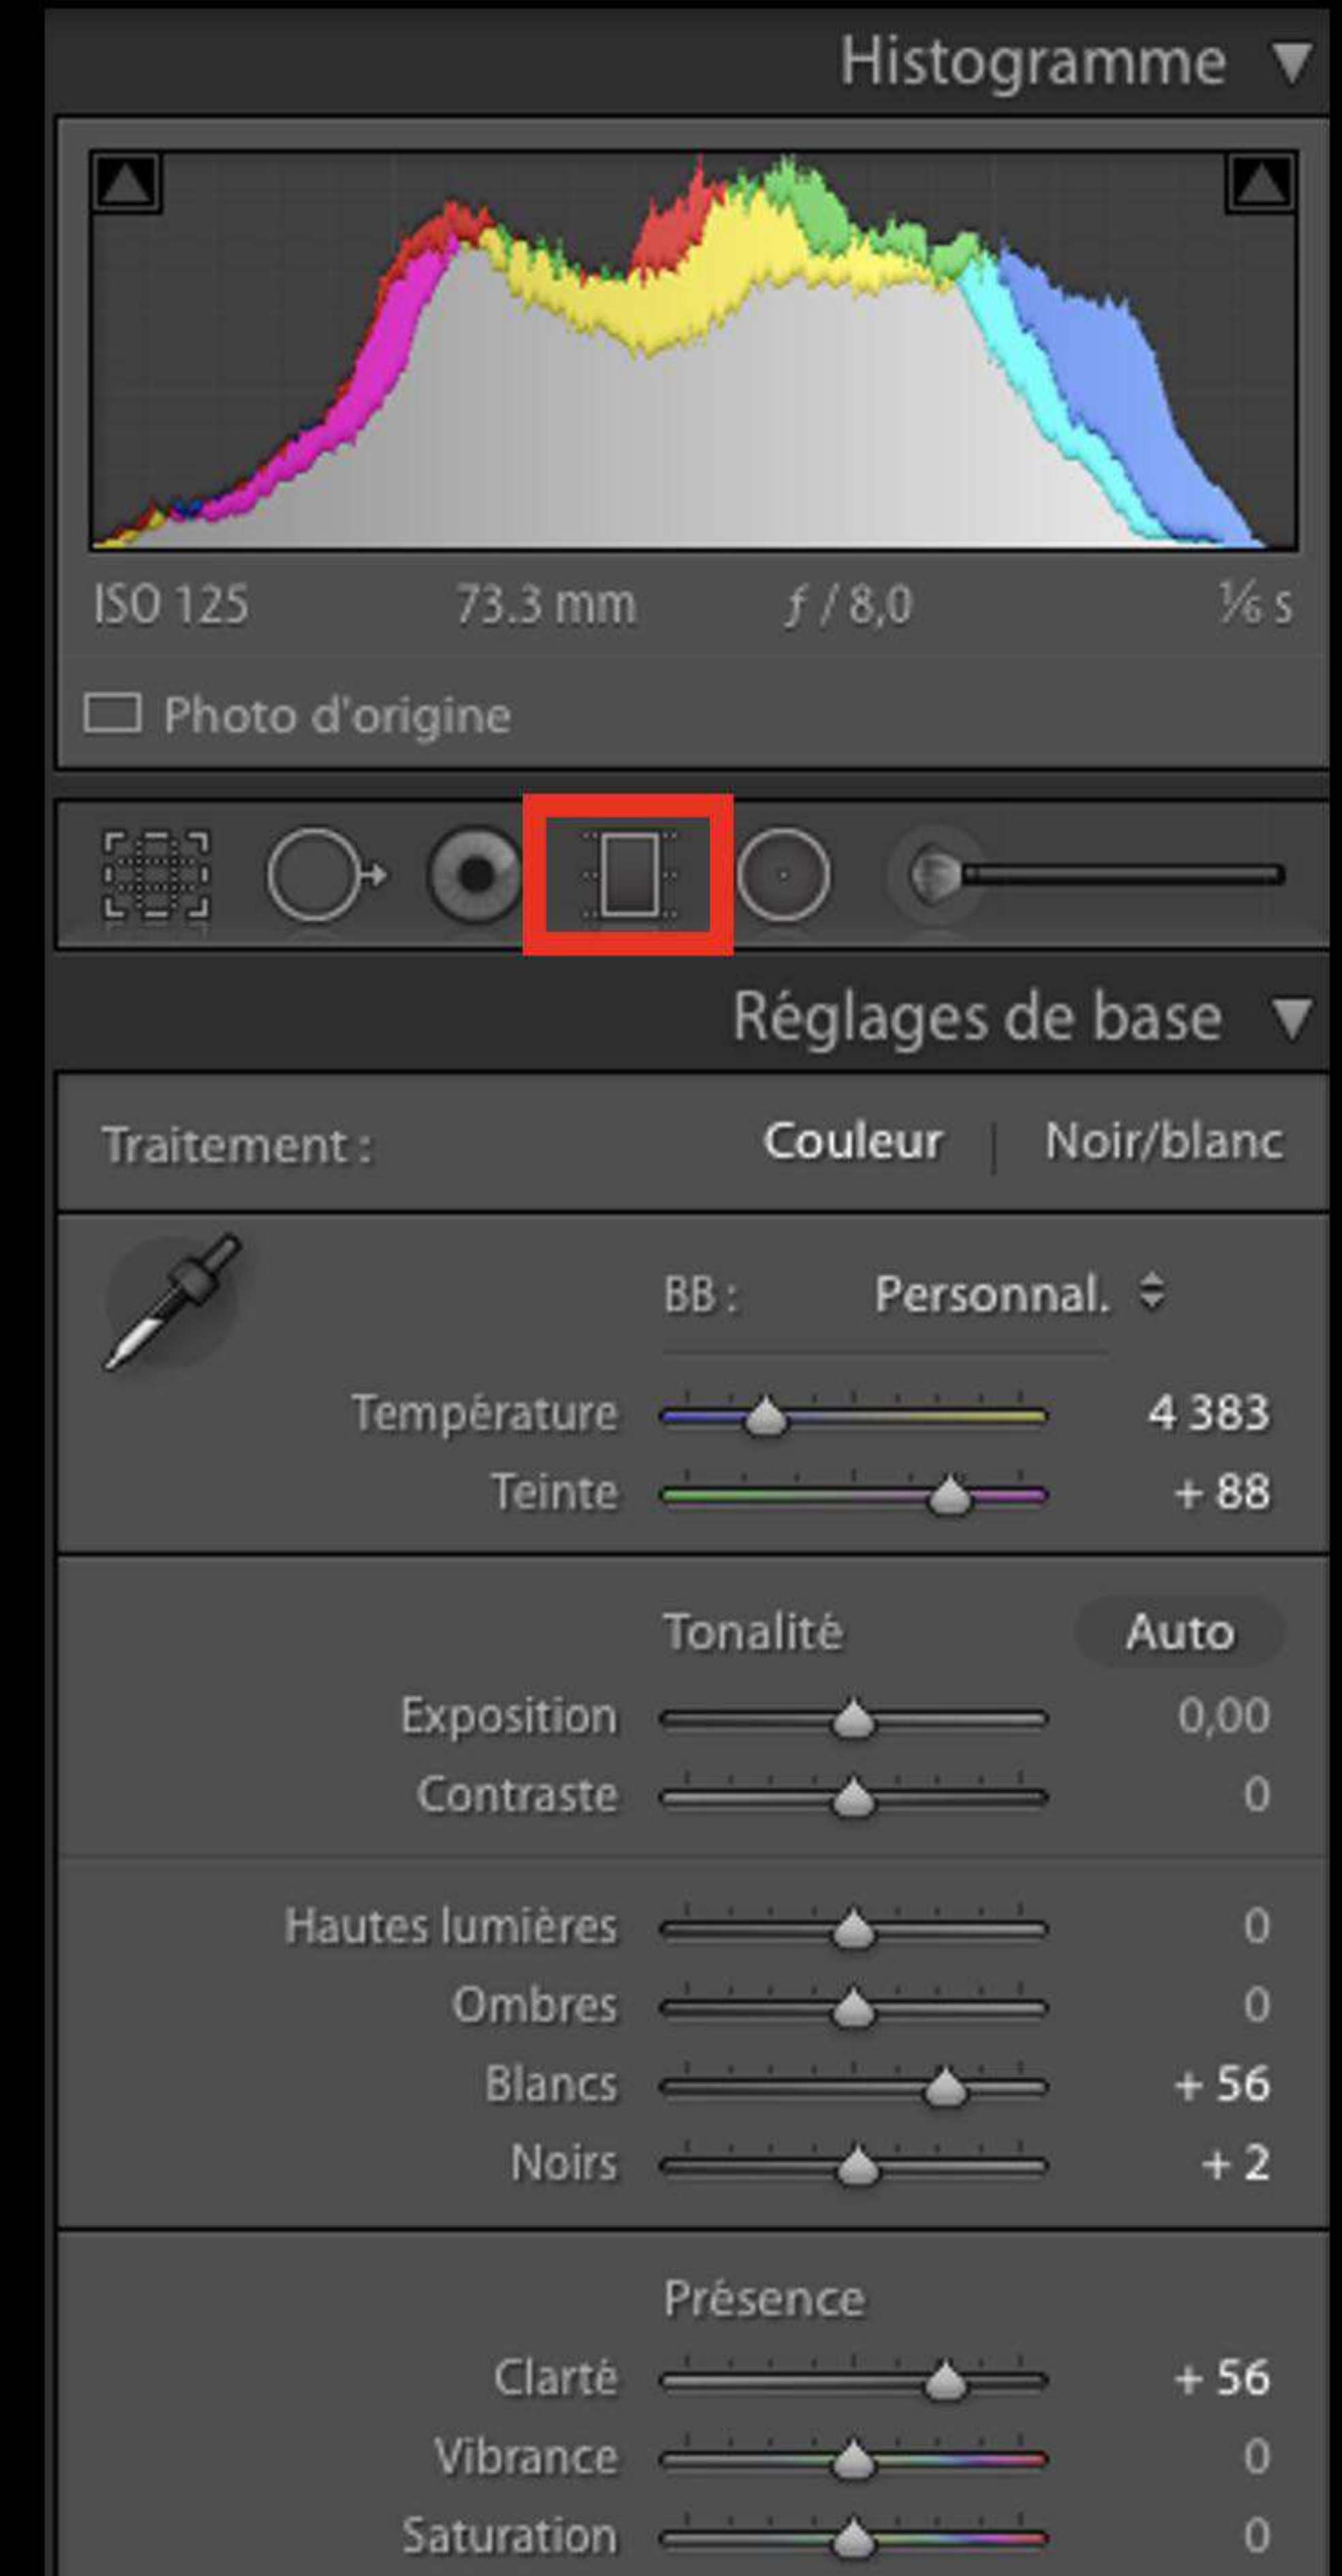 Histogramme
ISO 125 73.3 mm ƒ / 8,0 ⅙ s
Photo d'origine
Réglages de base
Traitement : Couleur Noir/blanc
BB : Personnal.
Température 4 383
Teinte + 88
Tonalité Auto
Exposition 0,00
Contraste 0
Hautes lumières 0
Ombres 0
Blancs + 56
Noirs + 2
Présence
Clarté + 56
Vibrance 0
Saturation 0